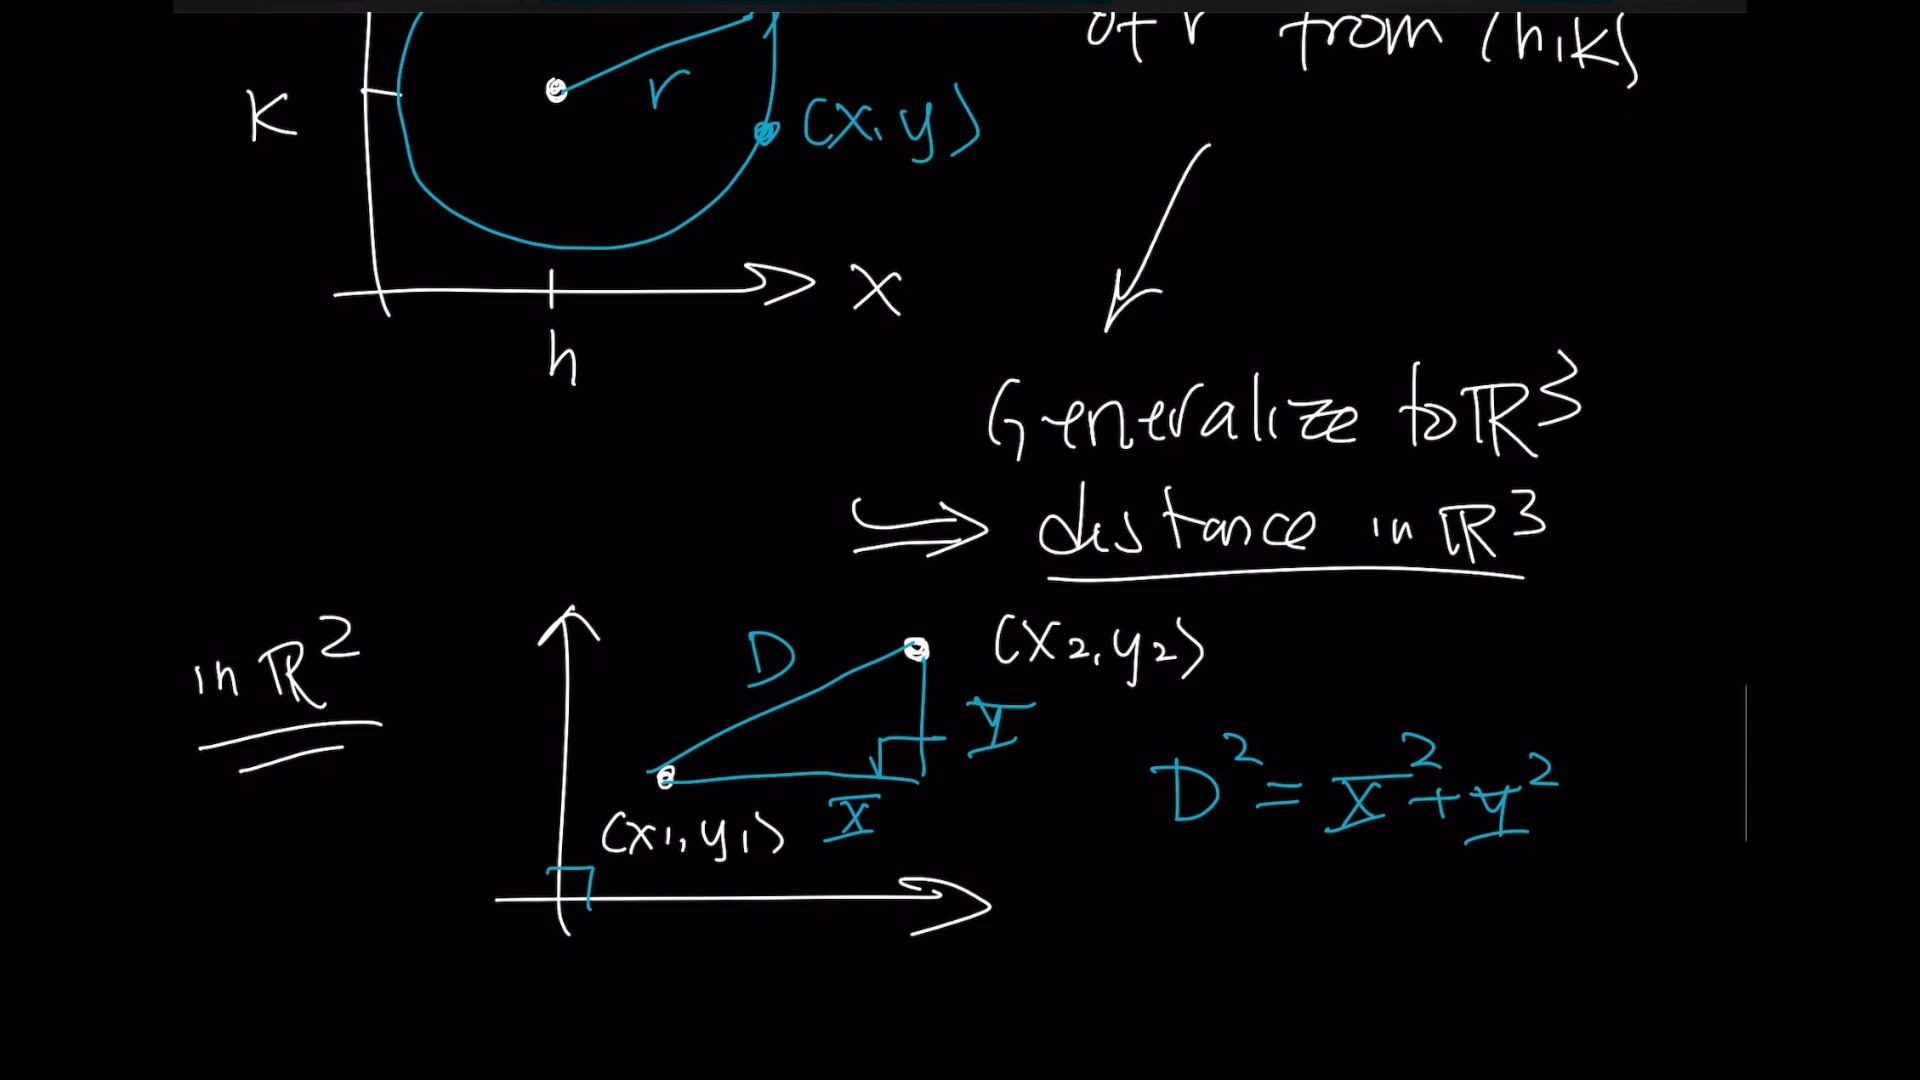 of r from (h,k)
K
r
(x,y)
x
h
Generalize to ℝ³
⇒ distance in ℝ³
in ℝ²
D
(x₂,y₂)
Y
D² = X² + Y²
(x₁,y₁)
X